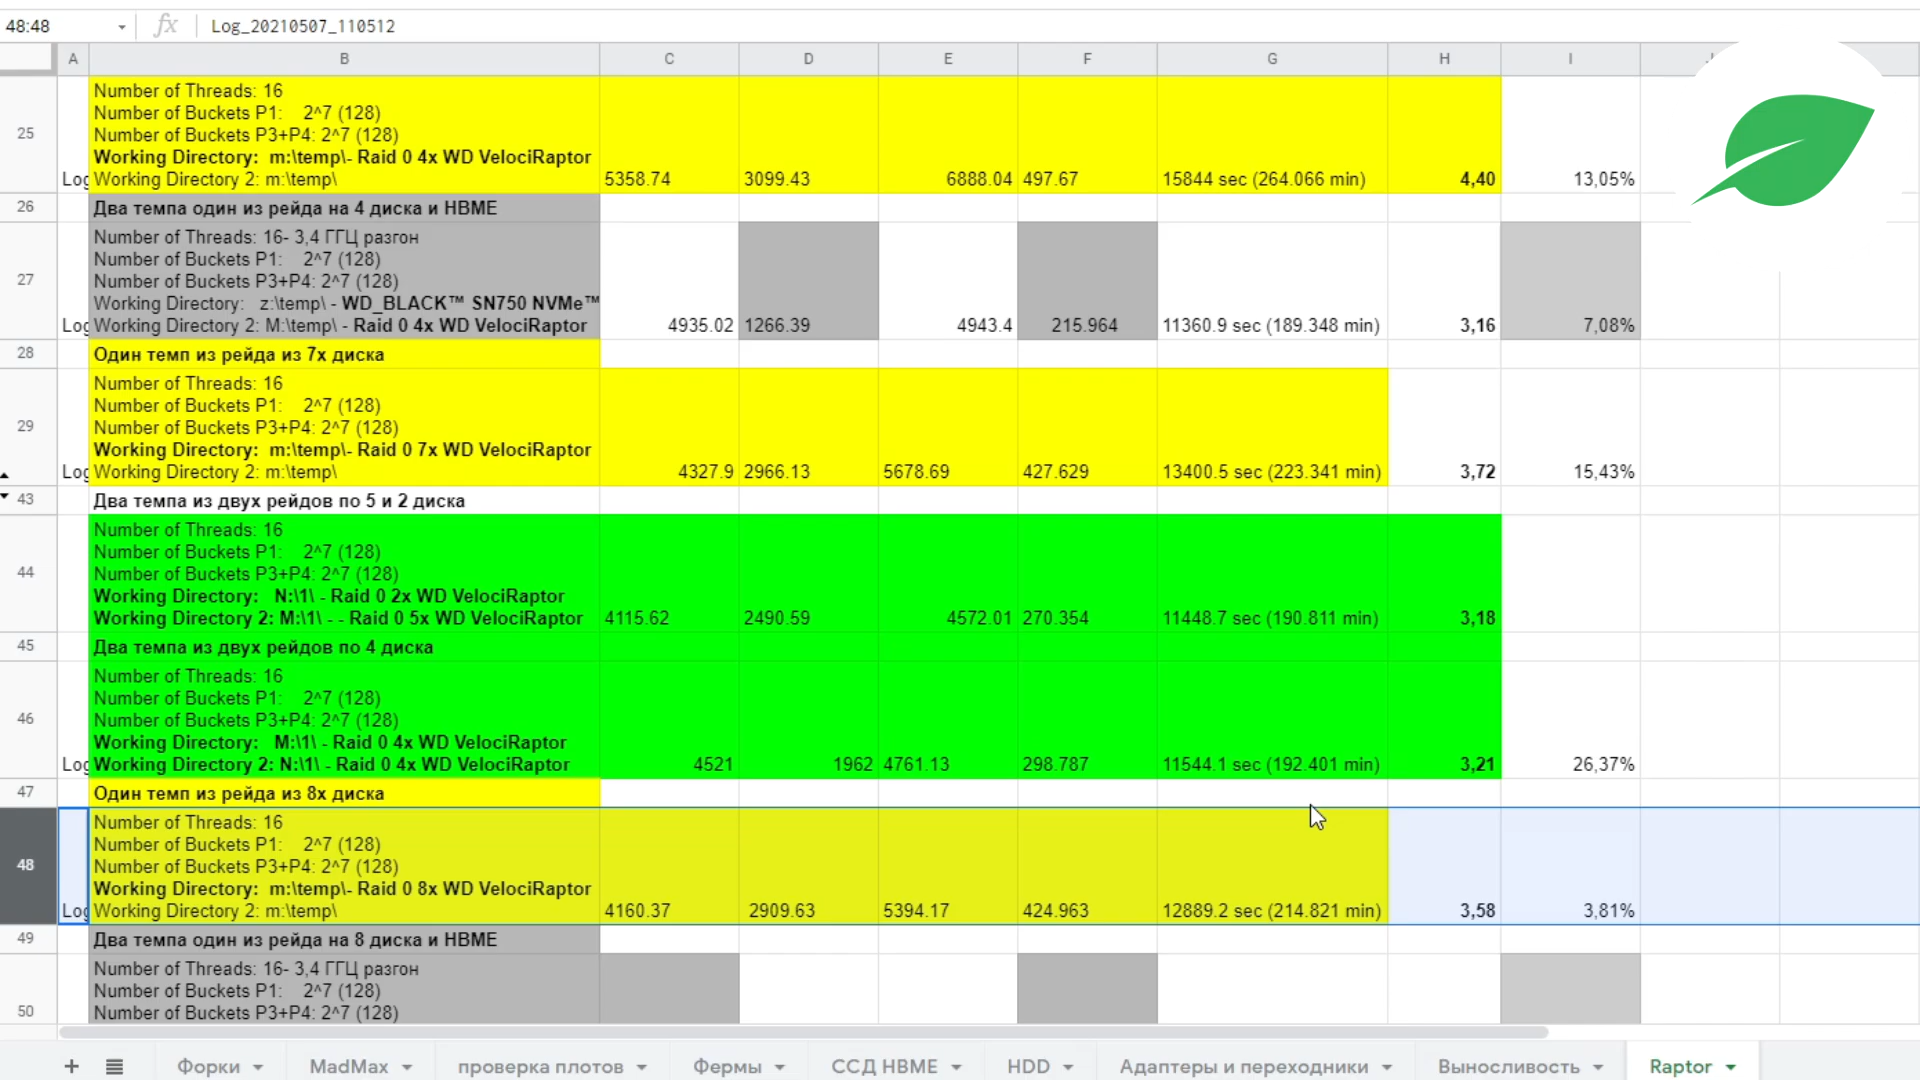 48:48 fx Log_20210507_110512
A B C D E F G H I
25
Number of Threads: 16
Number of Buckets P1: 2^7 (128)
Number of Buckets P3+P4: 2^7 (128)
Working Directory: m:\temp\- Raid 0 4x WD VelociRaptor
Log Working Directory 2: m:\temp\ 5358.74 3099.43 6888.04 497.67 15844 sec (264.066 min) 4,40 13,05%
26 Два темпа один из рейда на 4 диска и НВМЕ
27
Number of Threads: 16- 3,4 ГГЦ разгон
Number of Buckets P1: 2^7 (128)
Number of Buckets P3+P4: 2^7 (128)
Working Directory: z:\temp\ - WD_BLACK™ SN750 NVMe™
Log Working Directory 2: M:\temp\ - Raid 0 4x WD VelociRaptor 4935.02 1266.39 4943.4 215.964 11360.9 sec (189.348 min) 3,16 7,08%
28 Один темп из рейда из 7х диска
29
Number of Threads: 16
Number of Buckets P1: 2^7 (128)
Number of Buckets P3+P4: 2^7 (128)
Working Directory: m:\temp\- Raid 0 7x WD VelociRaptor
Log Working Directory 2: m:\temp\ 4327.9 2966.13 5678.69 427.629 13400.5 sec (223.341 min) 3,72 15,43%
43 Два темпа из двух рейдов по 5 и 2 диска
44
Number of Threads: 16
Number of Buckets P1: 2^7 (128)
Number of Buckets P3+P4: 2^7 (128)
Working Directory: N:\1\ - Raid 0 2x WD VelociRaptor
Working Directory 2: M:\1\ - - Raid 0 5x WD VelociRaptor 4115.62 2490.59 4572.01 270.354 11448.7 sec (190.811 min) 3,18
45 Два темпа из двух рейдов по 4 диска
46
Number of Threads: 16
Number of Buckets P1: 2^7 (128)
Number of Buckets P3+P4: 2^7 (128)
Working Directory: M:\1\ - Raid 0 4x WD VelociRaptor
Log Working Directory 2: N:\1\ - Raid 0 4x WD VelociRaptor 4521 1962 4761.13 298.787 11544.1 sec (192.401 min) 3,21 26,37%
47 Один темп из рейда из 8х диска
48
Number of Threads: 16
Number of Buckets P1: 2^7 (128)
Number of Buckets P3+P4: 2^7 (128)
Working Directory: m:\temp\- Raid 0 8x WD VelociRaptor
Log Working Directory 2: m:\temp\ 4160.37 2909.63 5394.17 424.963 12889.2 sec (214.821 min) 3,58 3,81%
49 Два темпа один из рейда на 8 диска и НВМЕ
50
Number of Threads: 16- 3,4 ГГЦ разгон
Number of Buckets P1: 2^7 (128)
Number of Buckets P3+P4: 2^7 (128)
Форки MadMax проверка плотов Фермы ССД НВМЕ HDD Адаптеры и переходники Выносливость Raptor